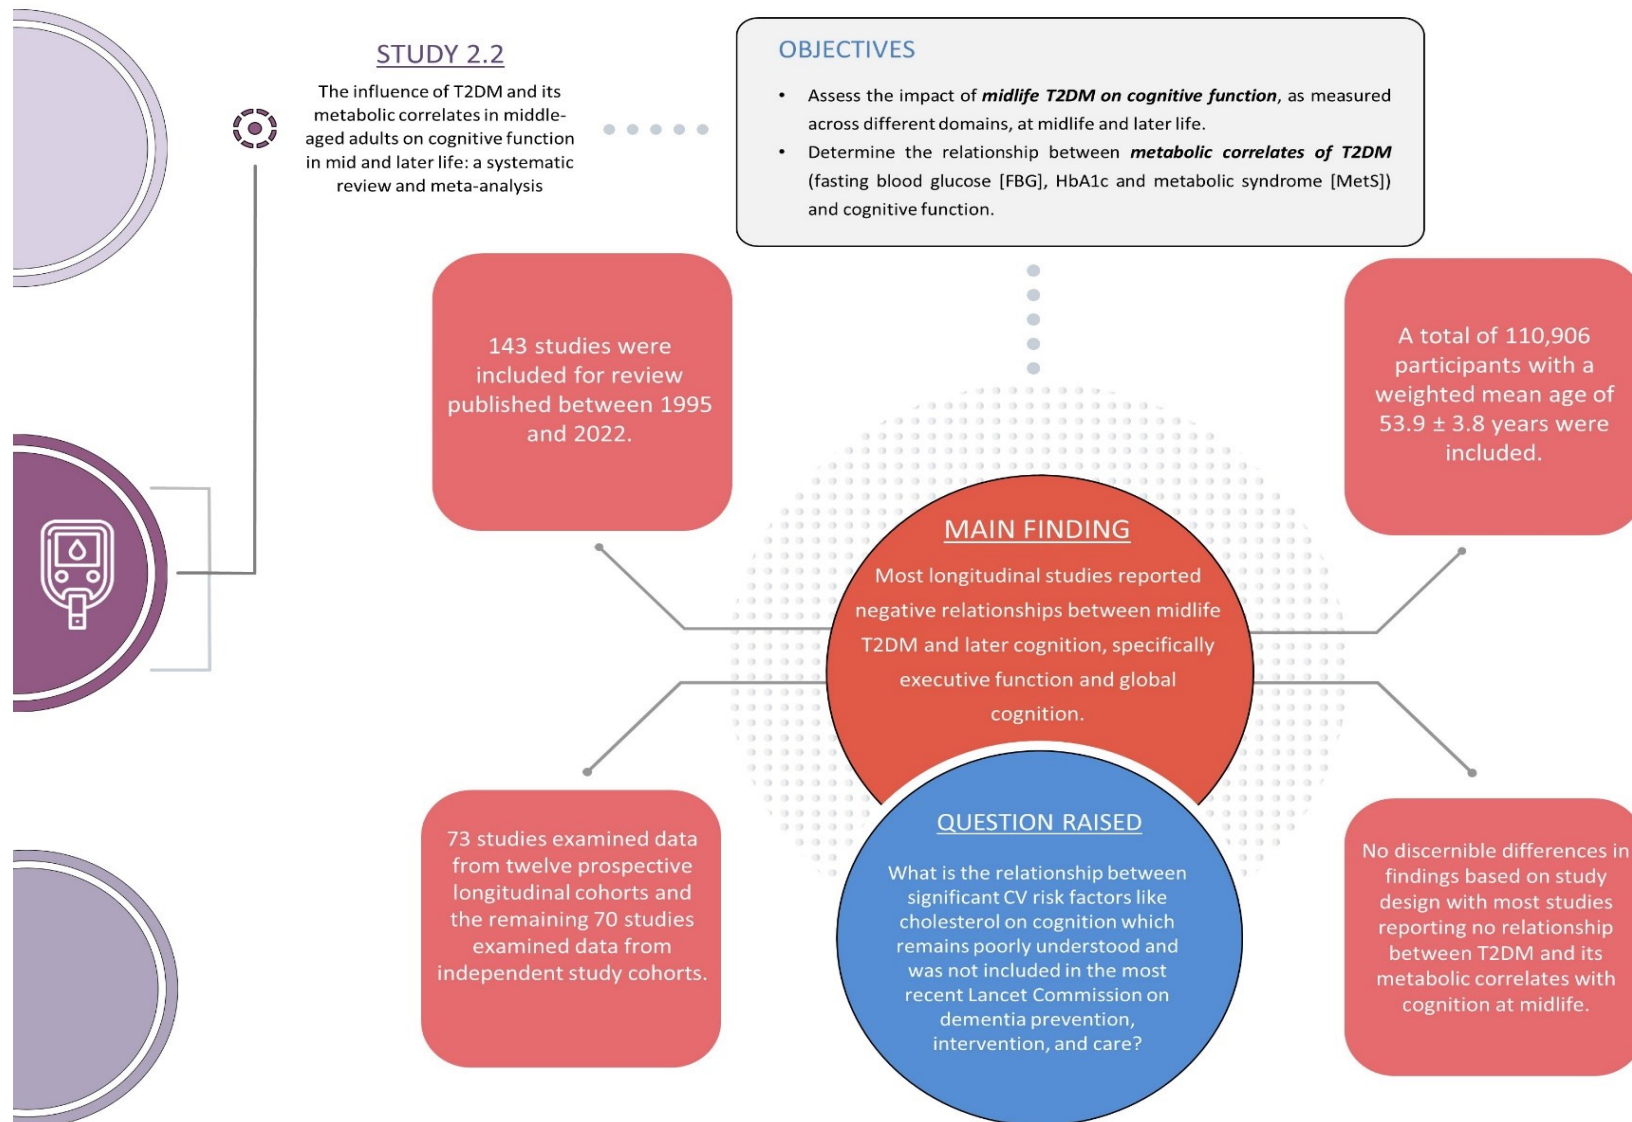 STUDY 2.2
The influence of T2DM and its
metabolic correlates in middle-
aged adults on cognitive function
in mid and later life: a systematic
review and meta-analysis
OBJECTIVES
• Assess the impact of midlife T2DM on cognitive function, as measured
across different domains, at midlife and later life.
• Determine the relationship between metabolic correlates of T2DM
(fasting blood glucose [FBG], HbA1c and metabolic syndrome [MetS])
and cognitive function.
143 studies were
included for review
published between 1995
and 2022.
A total of 110,906
participants with a
weighted mean age of
53.9 ± 3.8 years were
included.
MAIN FINDING
Most longitudinal studies reported
negative relationships between midlife
T2DM and later cognition, specifically
executive function and global
cognition.
73 studies examined data
from twelve prospective
longitudinal cohorts and
the remaining 70 studies
examined data from
independent study cohorts.
QUESTION RAISED
What is the relationship between
significant CV risk factors like
cholesterol on cognition which
remains poorly understood and
was not included in the most
recent Lancet Commission on
dementia prevention,
intervention, and care?
No discernible differences in
findings based on study
design with most studies
reporting no relationship
between T2DM and its
metabolic correlates with
cognition at midlife.